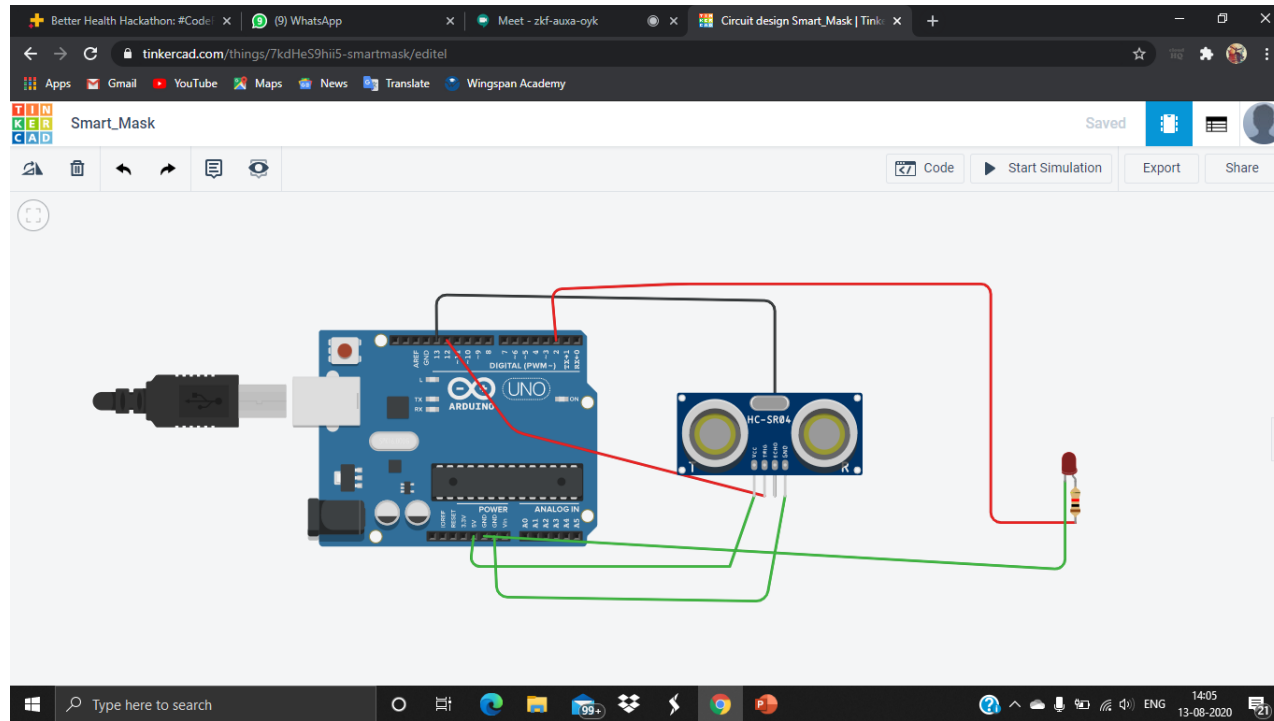 Better Health Hackathon: #CodeF
(9) WhatsApp
Meet - zkf-auxa-oyk
Circuit design Smart_Mask | Tinke
tinkercad.com/things/7kdHeS9hii5-smartmask/editel
Apps Gmail YouTube Maps News Translate Wingspan Academy
TIN
KER
CAD
Smart_Mask
Saved
Code
Start Simulation
Export
Share
AREF
GND
13
12
~10
~9
8
7
~6
~5
4
~3
2
TX→1
RX←0
DIGITAL (PWM~)
L
TX
RX
ARDUINO
UNO
ON
POWER
ANALOG IN
IOREF
RESET
3.3V
5V
GND
GND
Vin
A0
A1
A2
A3
A4
A5
HC-SR04
VCC
TRIG
ECHO
GND
T
R
Type here to search
99+
ENG
14:05
13-08-2020
21